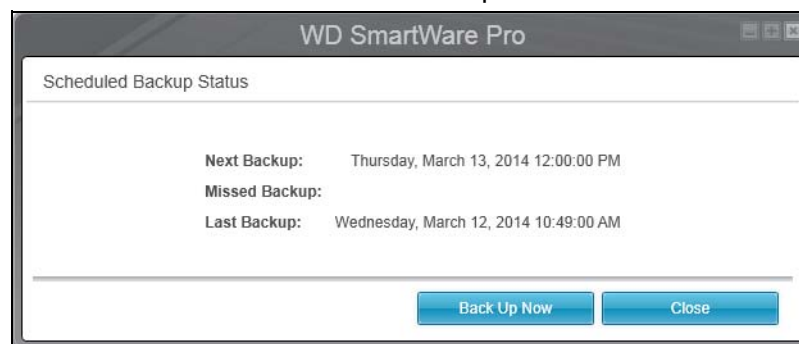 WD SmartWare Pro
Scheduled Backup Status
Next Backup: Thursday, March 13, 2014 12:00:00 PM
Missed Backup:
Last Backup: Wednesday, March 12, 2014 10:49:00 AM
Back Up Now Close